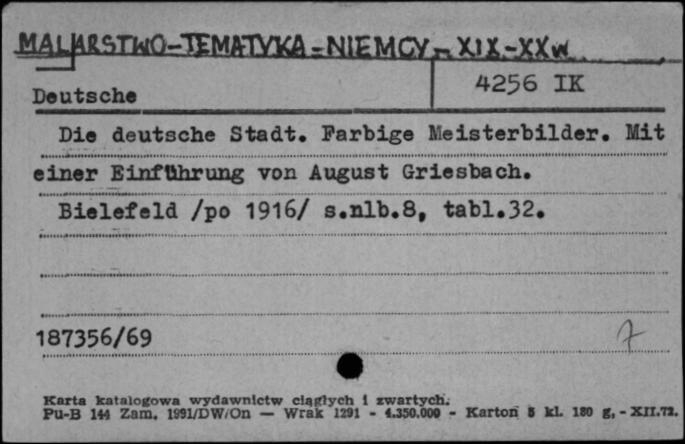 MALARSTWO-TEMATYKA-NIEMCY-XIX-XXw
4256 IK
Deutsche
Die deutsche Stadt. Farbige Meisterbilder. Mit
einer Einführung von August Griesbach.
Bielefeld /po 1916/ s.nlb.8, tabl.32.
187356/69
7
Karta katalogowa wydawnictw ciągłych i zwartych.
Pu-B 144 Zam. 1991/DW/On — Wrak 1291 - 4.350.000 - Karton 5 kl. 180 g, - XII.72.